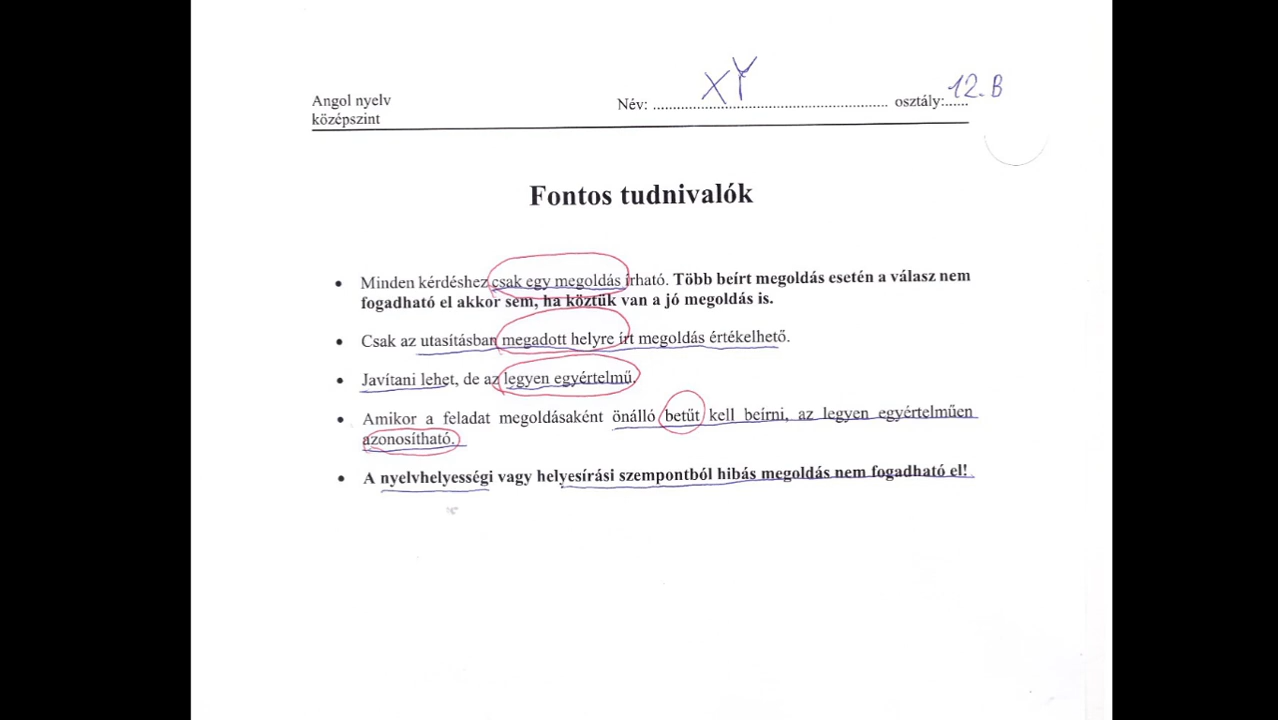 Angol nyelv
középszint
Név: .......................................................... osztály:......
XY
12. B
Fontos tudnivalók
• Minden kérdéshez csak egy megoldás írható. Több beírt megoldás esetén a válasz nem
fogadható el akkor sem, ha köztük van a jó megoldás is.
• Csak az utasításban megadott helyre írt megoldás értékelhető.
• Javítani lehet, de az legyen egyértelmű.
• Amikor a feladat megoldásaként önálló betűt kell beírni, az legyen egyértelműen
azonosítható.
• A nyelvhelyességi vagy helyesírási szempontból hibás megoldás nem fogadható el!